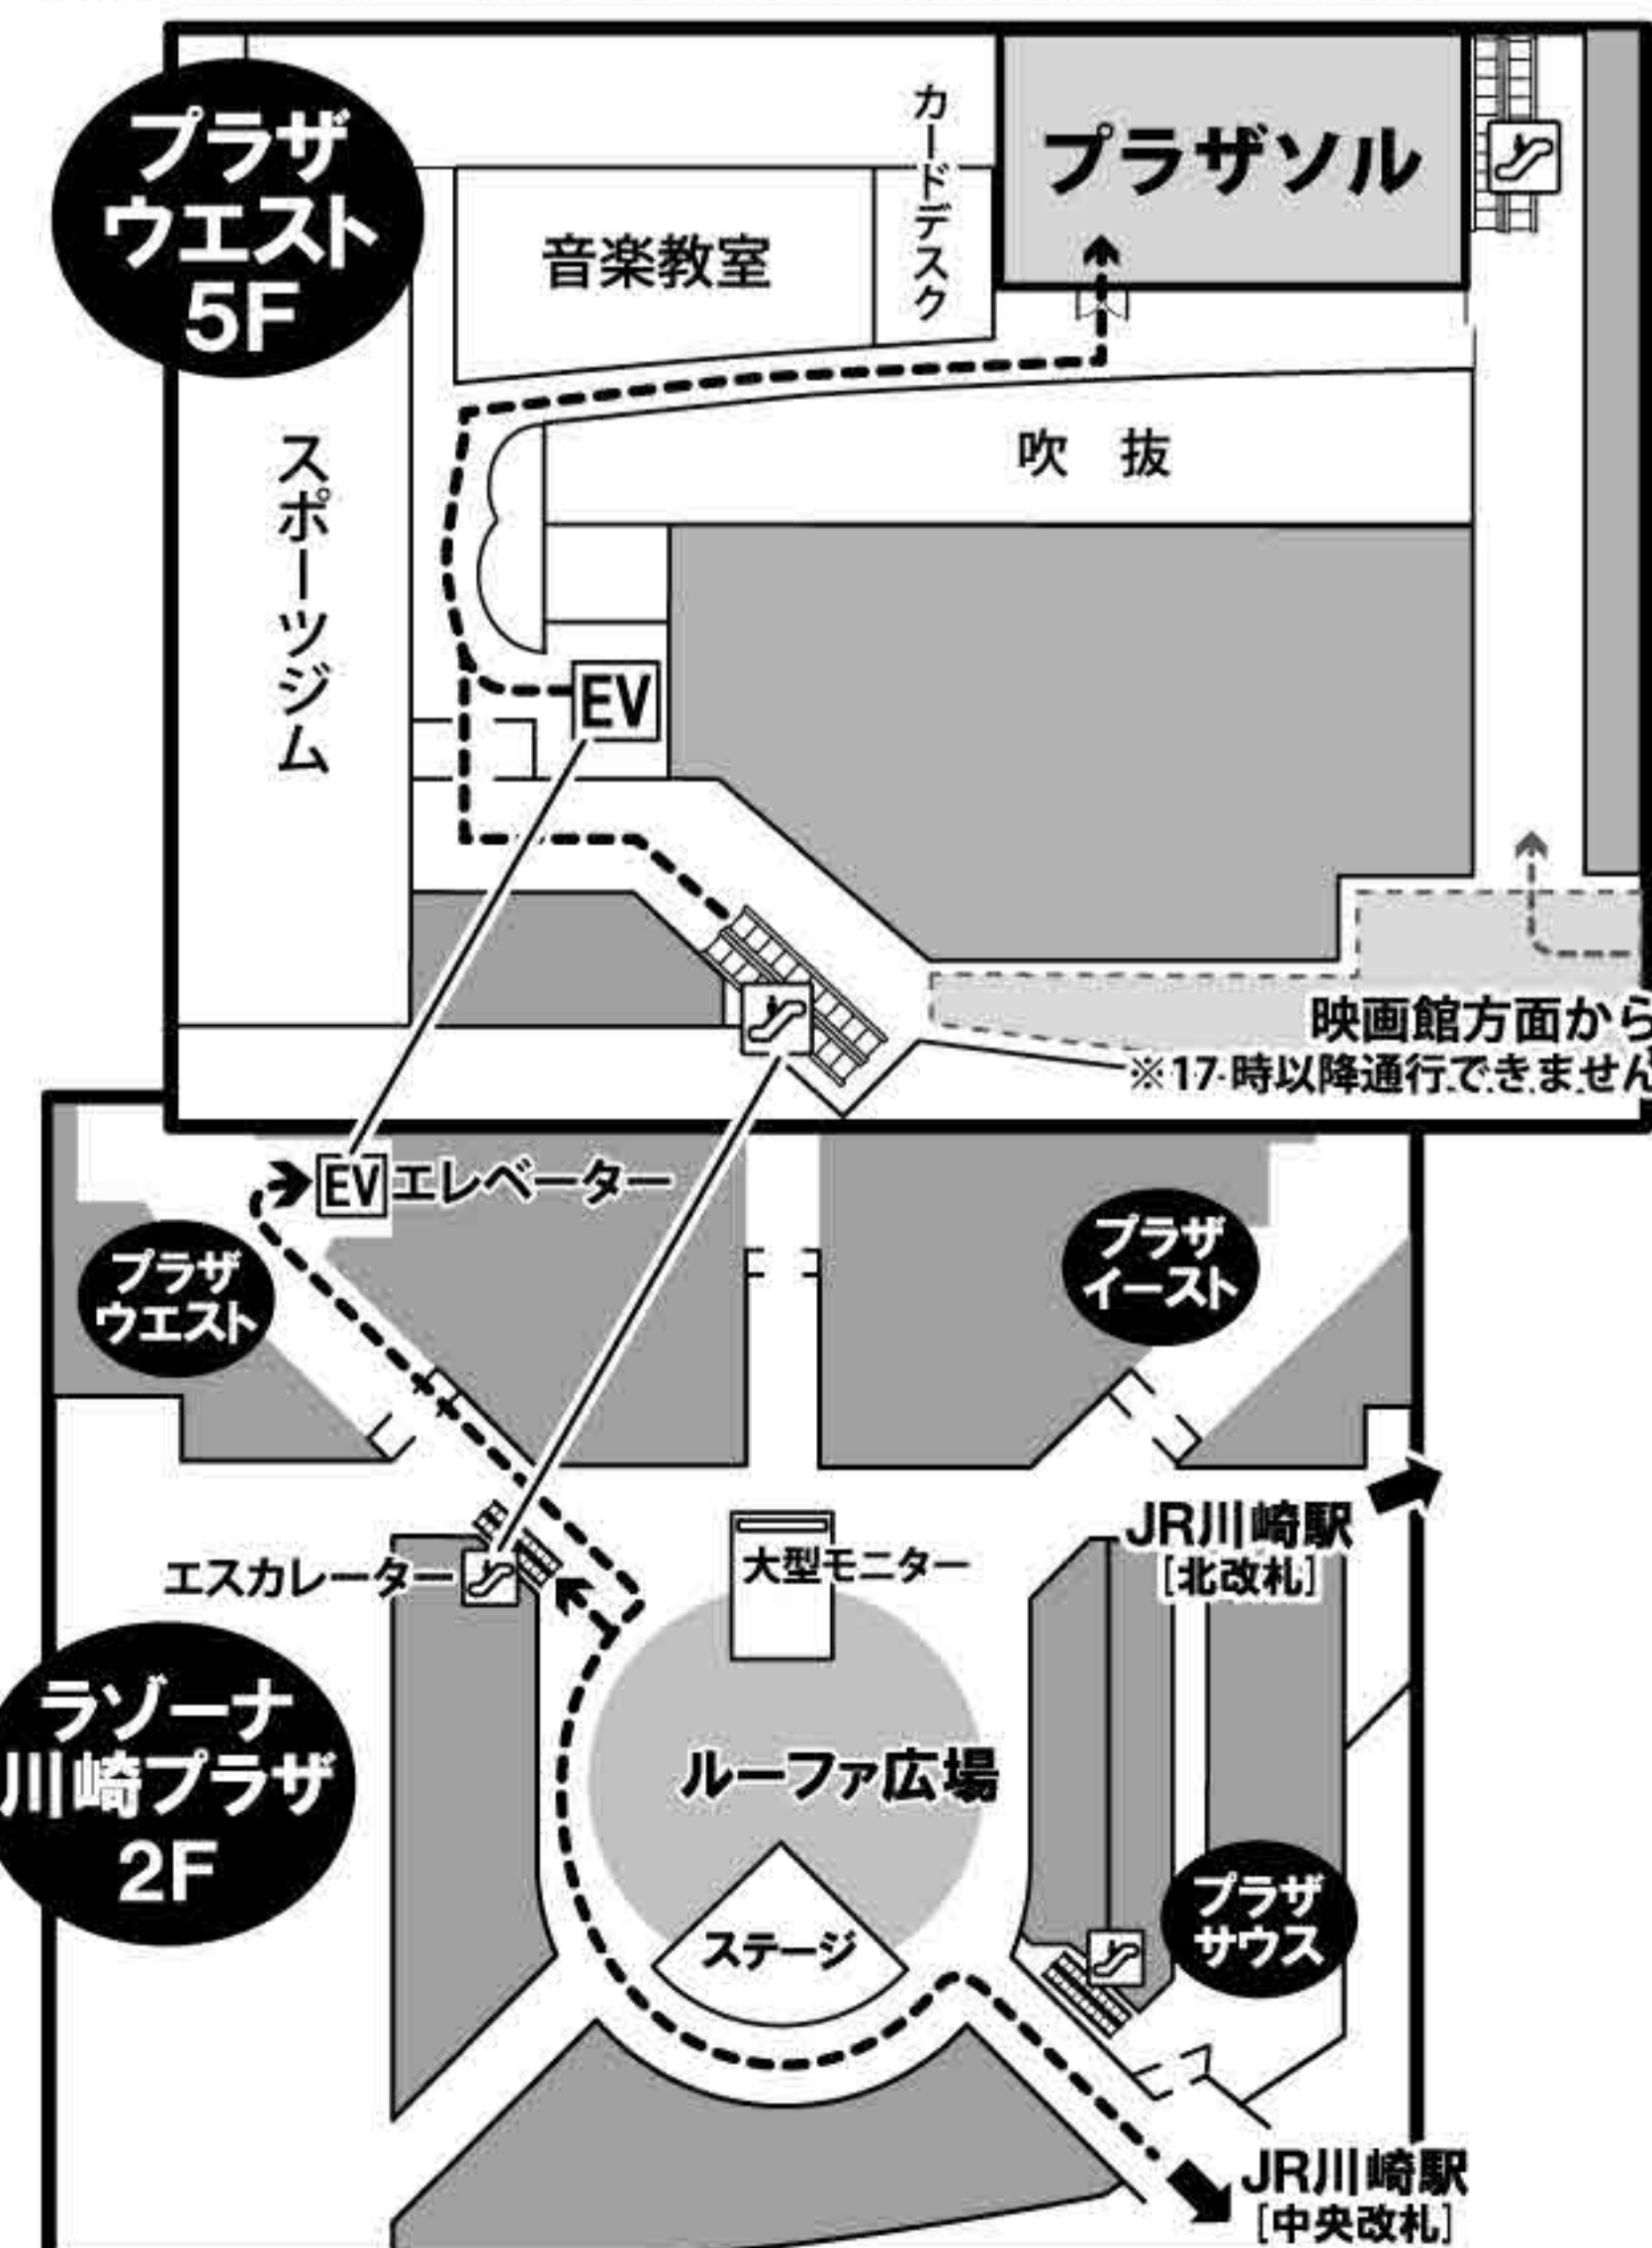 プラザ
ウエスト
5F
カードデスク
プラザソル
音楽教室
吹 抜
スポーツジム
EV
映画館方面から
※17時以降通行できません
EV エレベーター
プラザ
ウエスト
プラザ
イースト
JR川崎駅
[北改札]
エスカレーター
大型モニター
ラゾーナ
川崎プラザ
2F
ルーファ広場
ステージ
プラザ
サウス
JR川崎駅
[中央改札]